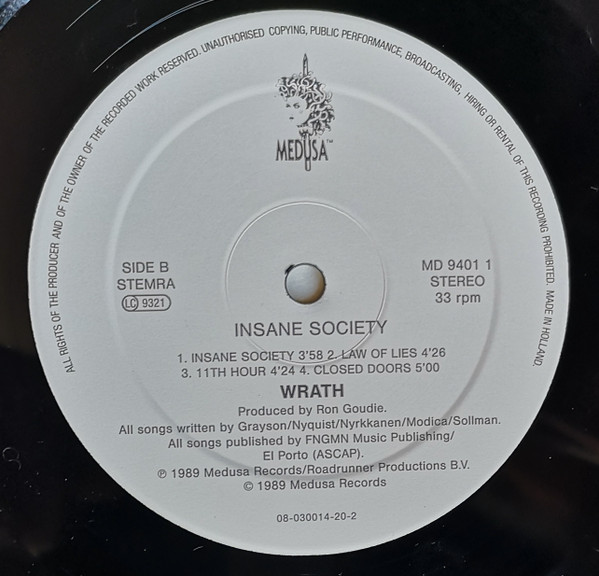 ALL RIGHTS OF THE PRODUCER AND OF THE OWNER OF THE RECORDED WORK RESERVED. UNAUTHORISED COPYING, PUBLIC PERFORMANCE, BROADCASTING, HIRING OR RENTAL OF THIS RECORDING PROHIBITED. MADE IN HOLLAND.
MEDUSA™
SIDE B
STEMRA
LC 9321
MD 9401 1
STEREO
33 rpm
INSANE SOCIETY
1. INSANE SOCIETY 3'58 2. LAW OF LIES 4'26
3. 11TH HOUR 4'24 4. CLOSED DOORS 5'00
WRATH
Produced by Ron Goudie.
All songs written by Grayson/Nyquist/Nyrkkanen/Modica/Sollman.
All songs published by FNGMN Music Publishing/
El Porto (ASCAP).
℗ 1989 Medusa Records/Roadrunner Productions B.V.
© 1989 Medusa Records
08-030014-20-2